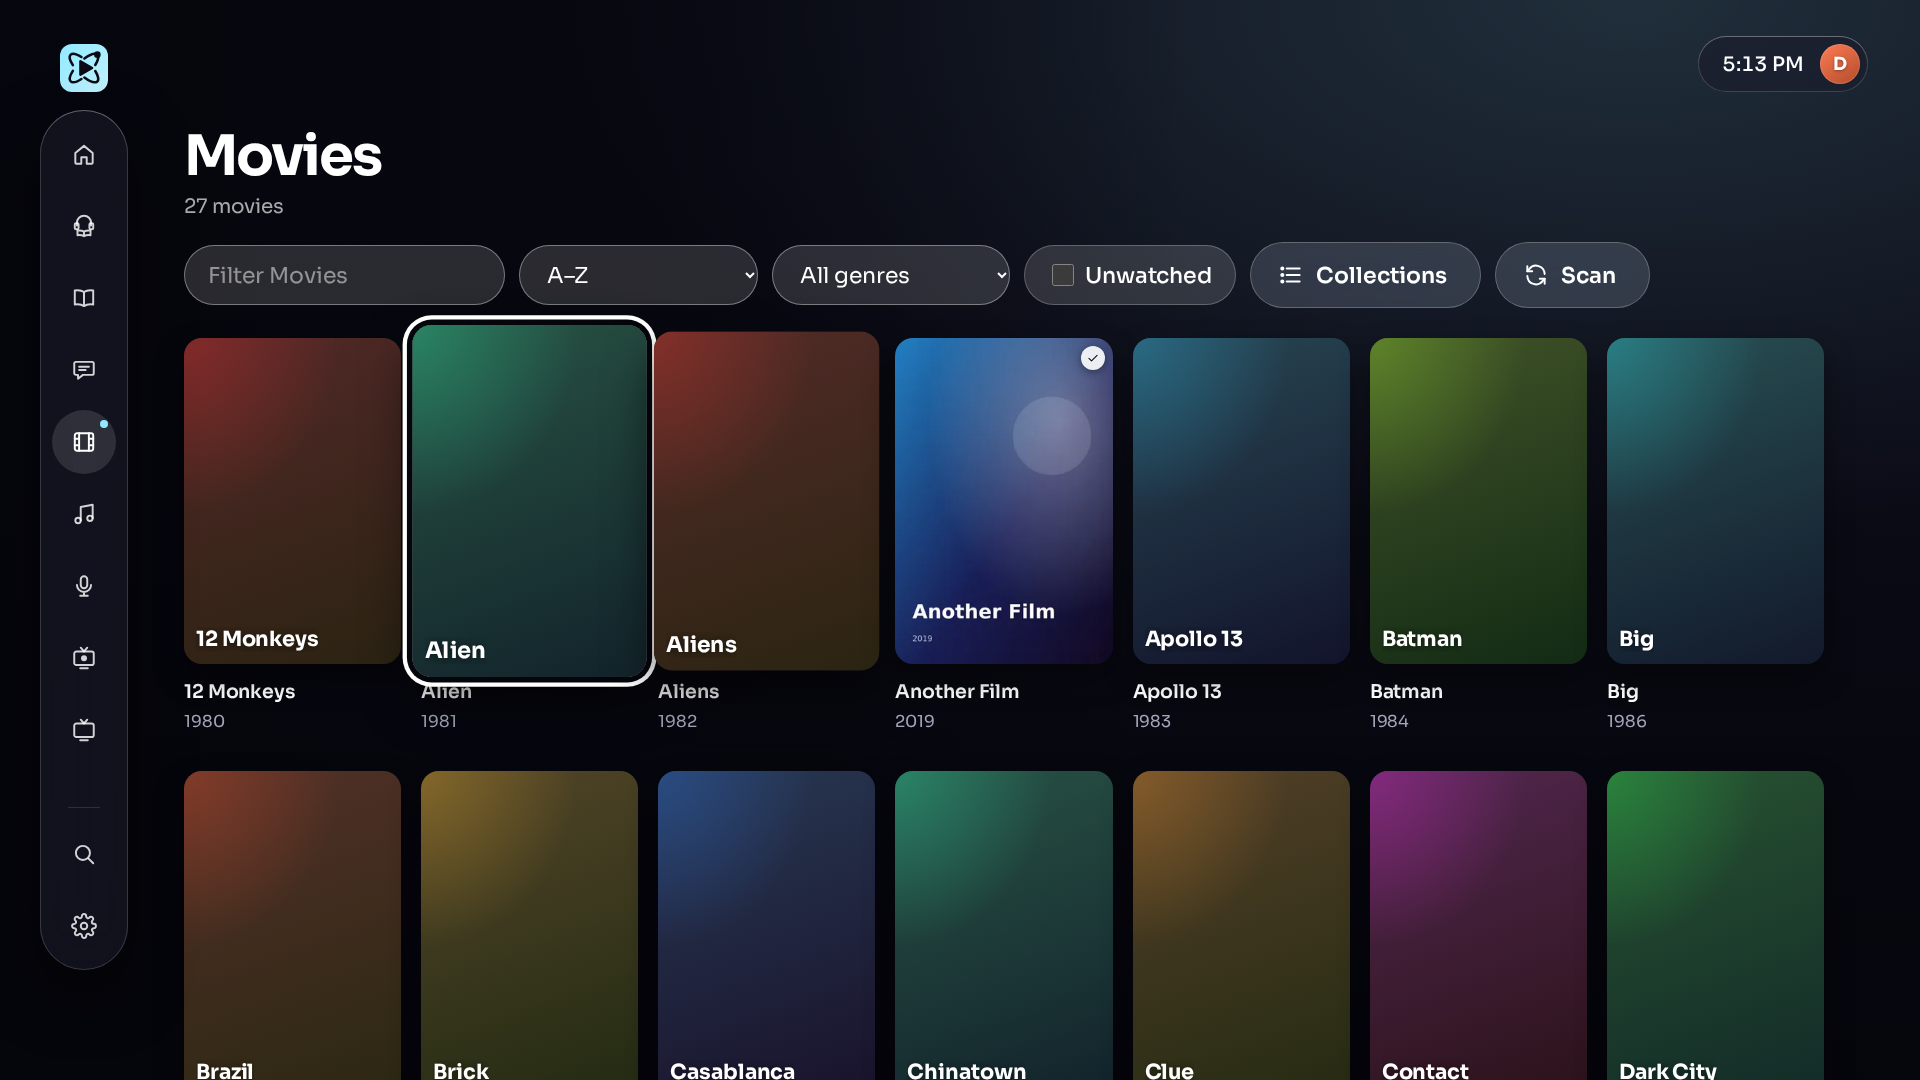 5:13 PM
D
Movies
27 movies
Filter Movies
A–Z
All genres
Unwatched
Collections
Scan
12 Monkeys
Alien
Aliens
Another Film
2019
Apollo 13
Batman
Big
12 Monkeys
Alien
Aliens
Another Film
Apollo 13
Batman
Big
1980
1981
1982
2019
1983
1984
1986
Brazil
Brick
Casablanca
Chinatown
Clue
Contact
Dark City